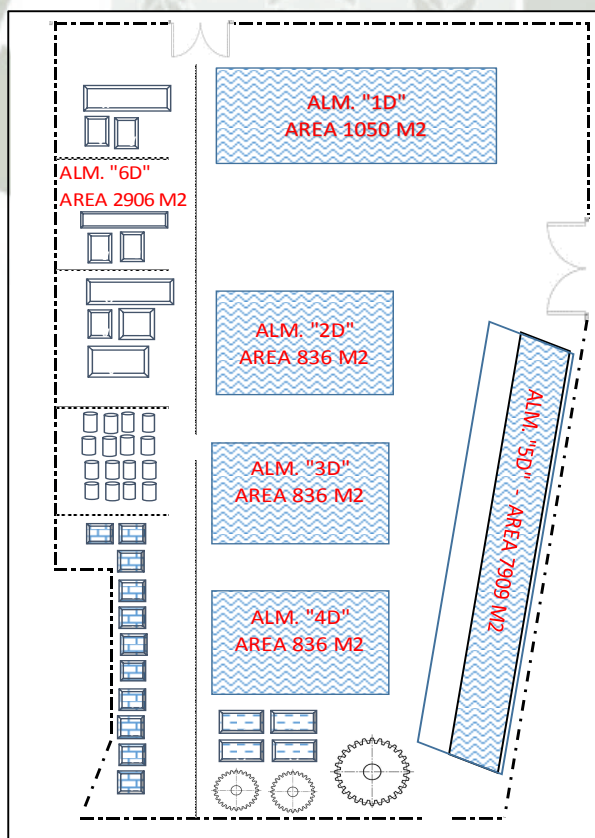 ALM. "1D"
AREA 1050 M2
ALM. "6D"
AREA 2906 M2
ALM. "2D"
AREA 836 M2
ALM. "3D"
AREA 836 M2
ALM. "5D" - AREA 7909 M2
ALM. "4D"
AREA 836 M2